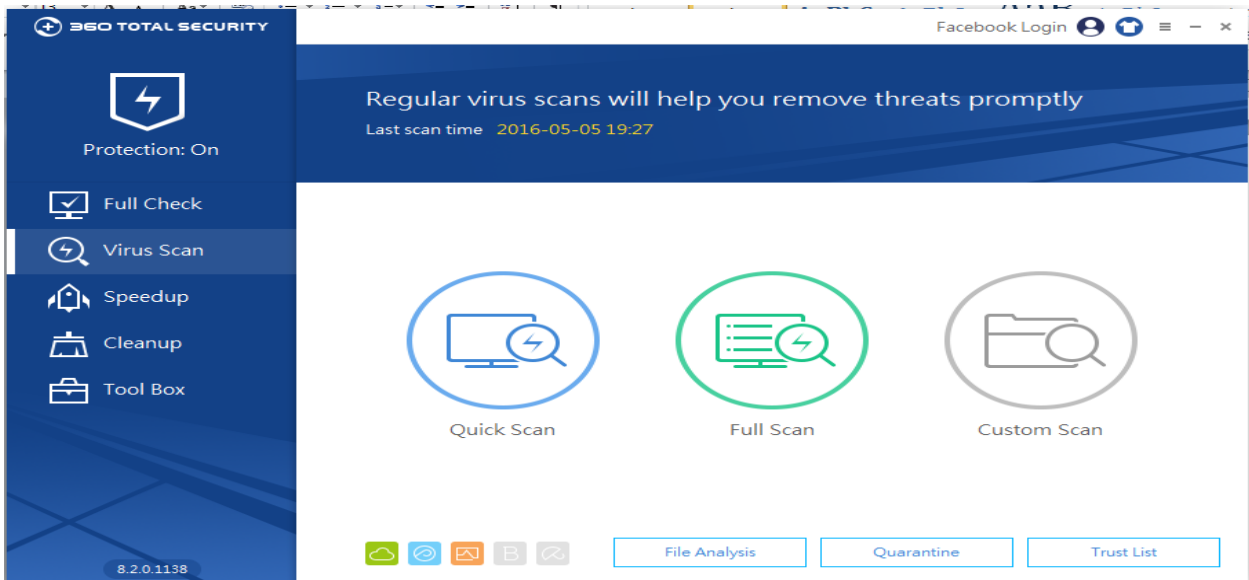 360 TOTAL SECURITY
Facebook Login
Protection: On
Full Check
Virus Scan
Speedup
Cleanup
Tool Box
8.2.0.1138
Regular virus scans will help you remove threats promptly
Last scan time 2016-05-05 19:27
Quick Scan
Full Scan
Custom Scan
B
File Analysis
Quarantine
Trust List